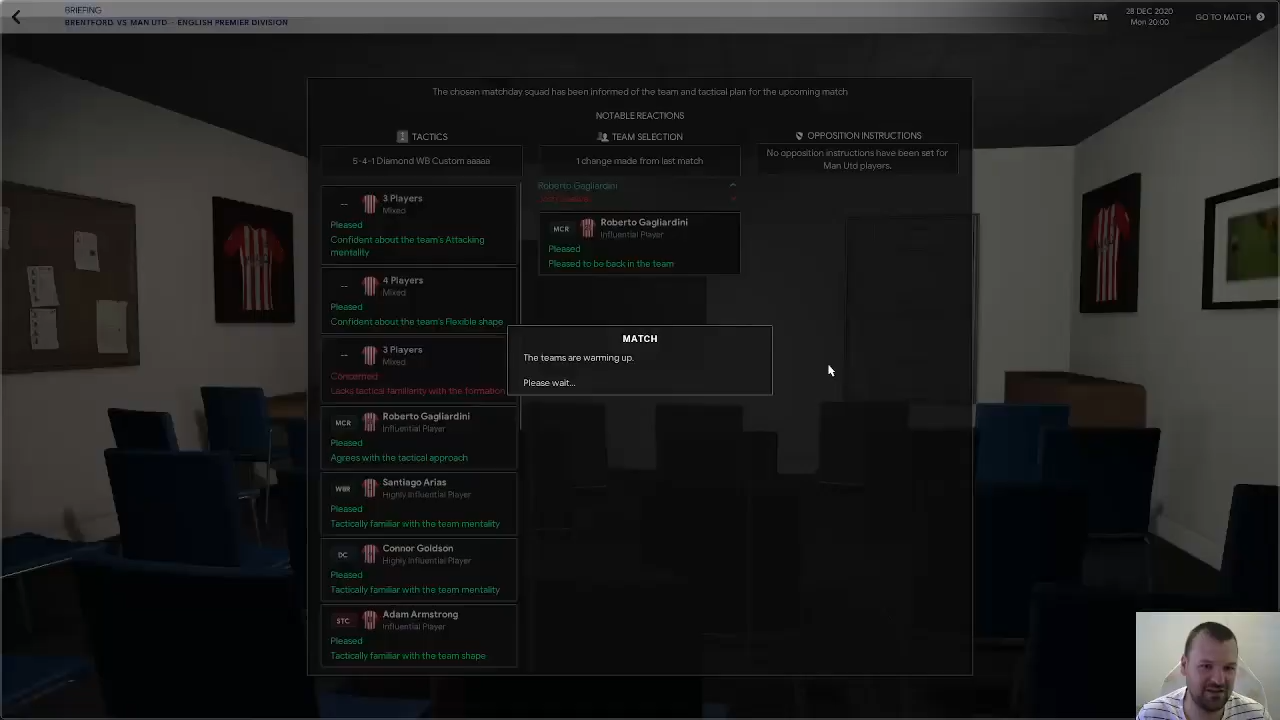 BRIEFING
BRENTFORD VS MAN UTD - ENGLISH PREMIER DIVISION
FM
28 DEC 2020
Mon 20:00
GO TO MATCH
The chosen matchday squad has been informed of the team and tactical plan for the upcoming match
NOTABLE REACTIONS
TACTICS
5-4-1 Diamond WB Custom aaaaa
-- 3 Players
Mixed
Pleased
Confident about the team's Attacking
mentality
-- 4 Players
Mixed
Pleased
Confident about the team's Flexible shape
-- 3 Players
Mixed
Concerned
Lacks tactical familiarity with the formation
MCR Roberto Gagliardini
Influential Player
Pleased
Agrees with the tactical approach
WBR Santiago Arias
Highly Influential Player
Pleased
Tactically familiar with the team mentality
DC Connor Goldson
Highly Influential Player
Pleased
Tactically familiar with the team mentality
STC Adam Armstrong
Influential Player
Pleased
Tactically familiar with the team shape
TEAM SELECTION
1 change made from last match
Roberto Gagliardini
MCR Roberto Gagliardini
Influential Player
Pleased
Pleased to be back in the team
OPPOSITION INSTRUCTIONS
No opposition instructions have been set for
Man Utd players.
MATCH
The teams are warming up.
Please wait...